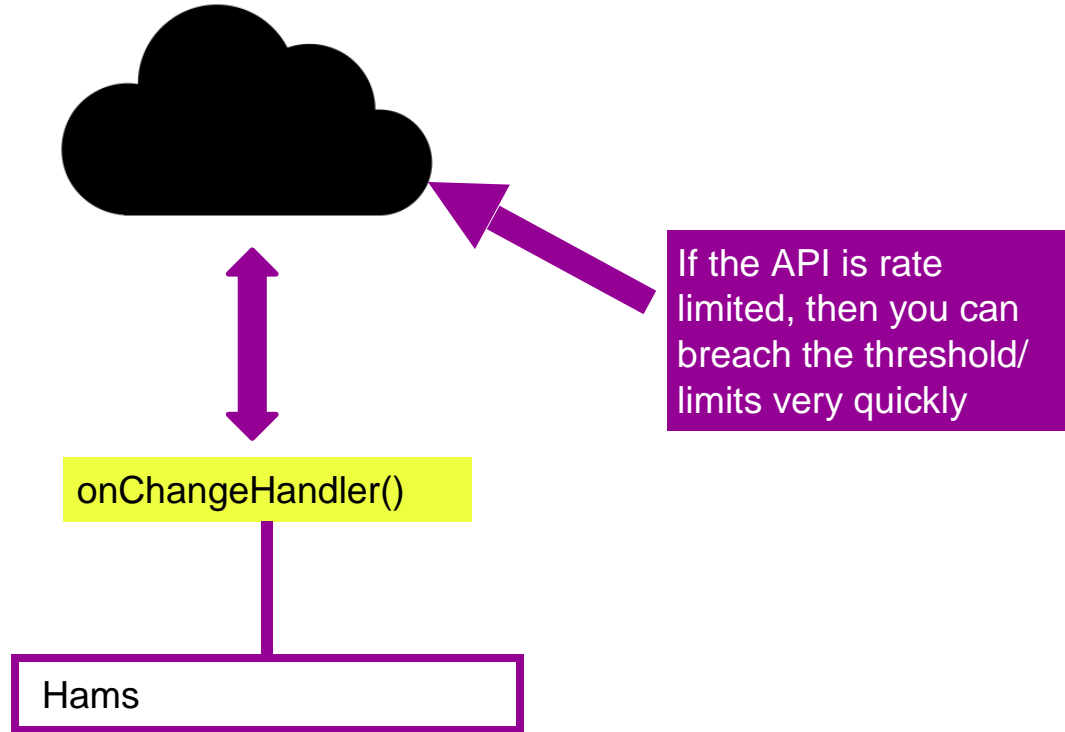 If the API is rate
limited, then you can
breach the threshold/
limits very quickly
onChangeHandler()
Hams